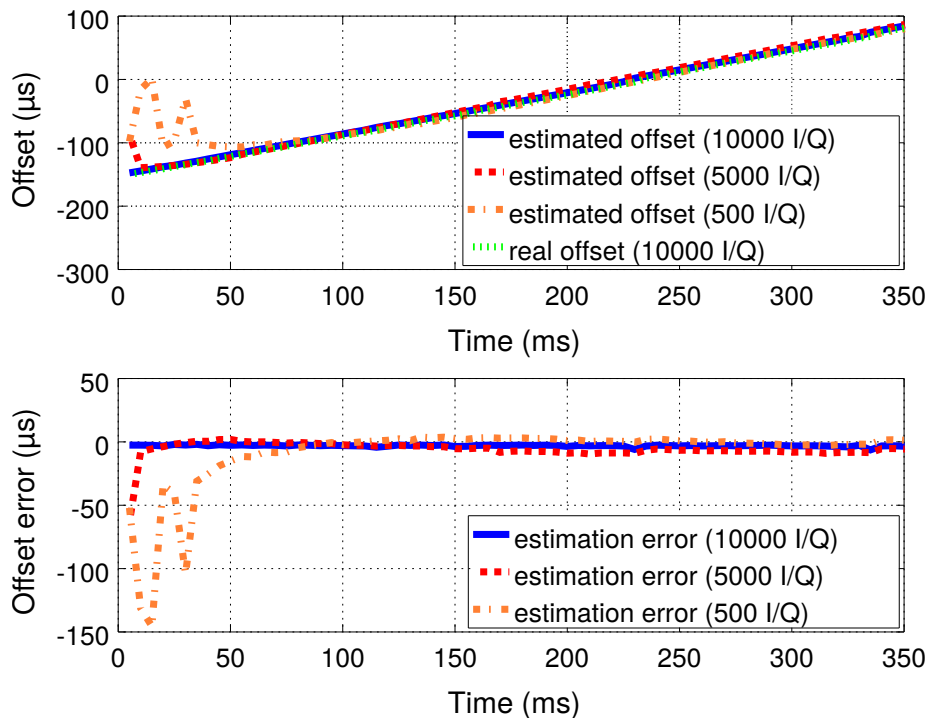 100
0
-100
-200
-300
Offset (µs)
estimated offset (10000 I/Q)
estimated offset (5000 I/Q)
estimated offset (500 I/Q)
real offset (10000 I/Q)
0 50 100 150 200 250 300 350
Time (ms)
50
0
-50
-100
-150
Offset error (µs)
estimation error (10000 I/Q)
estimation error (5000 I/Q)
estimation error (500 I/Q)
0 50 100 150 200 250 300 350
Time (ms)